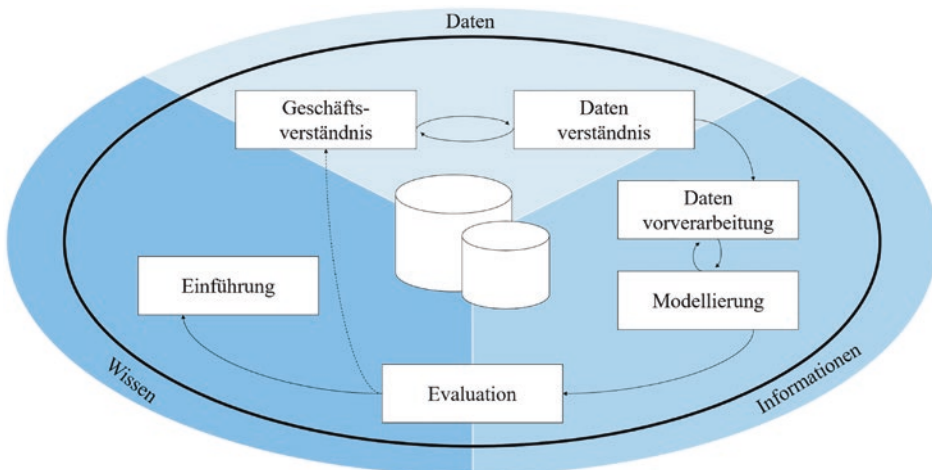 Daten
Geschäfts-
verständnis
Daten
verständnis
Daten
vorverarbeitung
Einführung
Modellierung
Evaluation
Wissen
Informationen